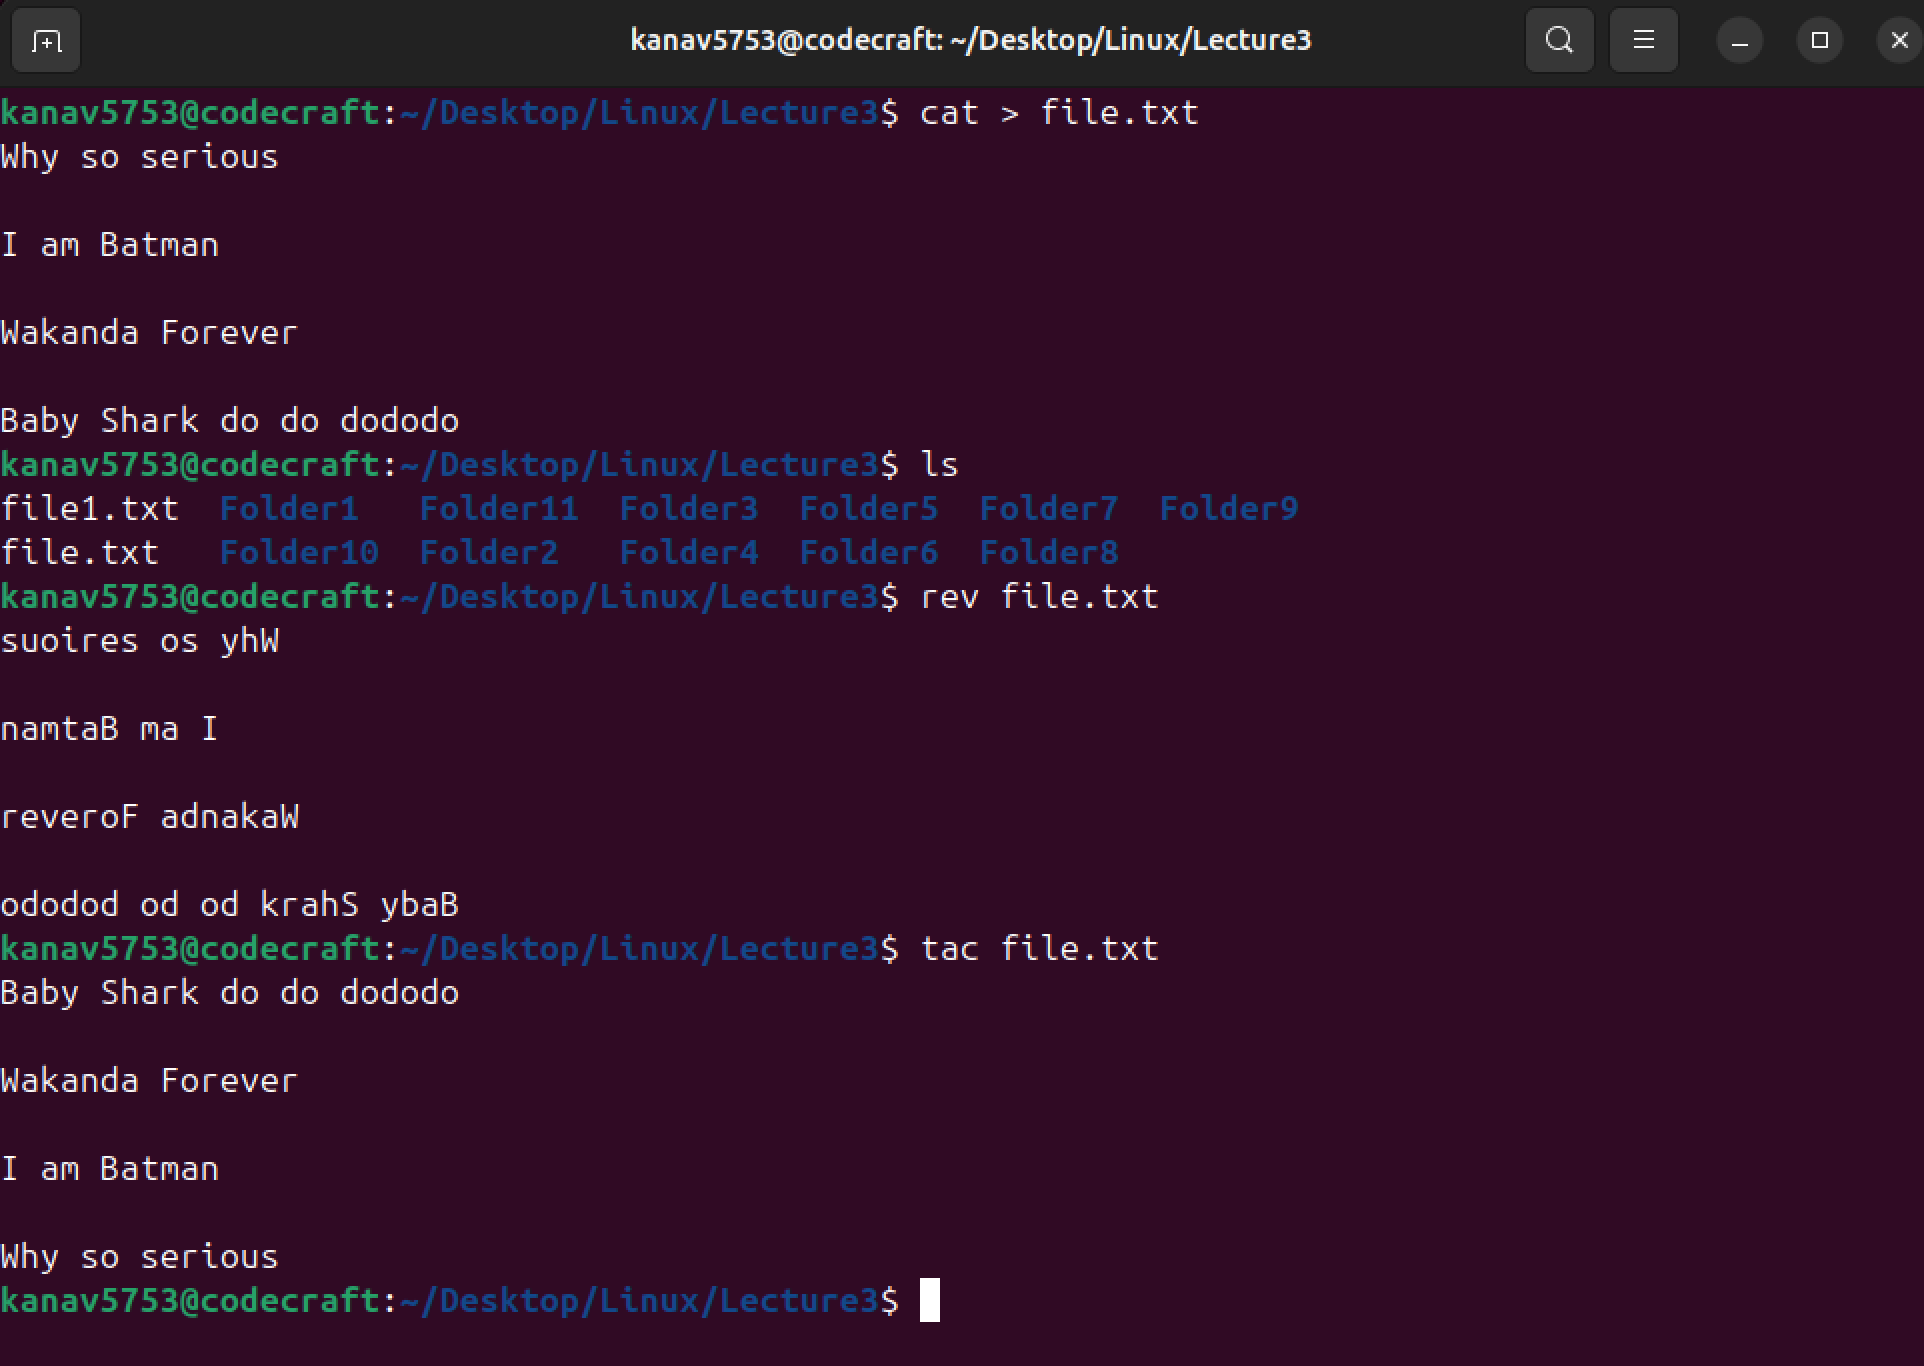 kanav5753@codecraft: ~/Desktop/Linux/Lecture3
kanav5753@codecraft:~/Desktop/Linux/Lecture3$ cat > file.txt
Why so serious
I am Batman
Wakanda Forever
Baby Shark do do dododo
kanav5753@codecraft:~/Desktop/Linux/Lecture3$ ls
file1.txt  Folder1   Folder11  Folder3  Folder5  Folder7  Folder9
file.txt   Folder10  Folder2   Folder4  Folder6  Folder8
kanav5753@codecraft:~/Desktop/Linux/Lecture3$ rev file.txt
suoires os yhW
namtaB ma I
reveroF adnakaW
ododod od od krahS ybaB
kanav5753@codecraft:~/Desktop/Linux/Lecture3$ tac file.txt
Baby Shark do do dododo
Wakanda Forever
I am Batman
Why so serious
kanav5753@codecraft:~/Desktop/Linux/Lecture3$